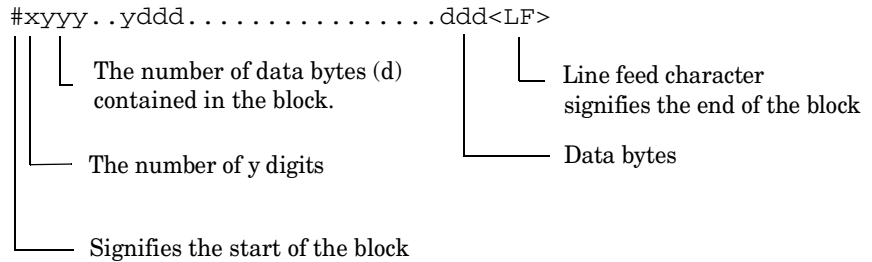 #xyyy..yddd.................ddd<LF>
The number of data bytes (d)
contained in the block.
Line feed character
signifies the end of the block
Data bytes
The number of y digits
Signifies the start of the block